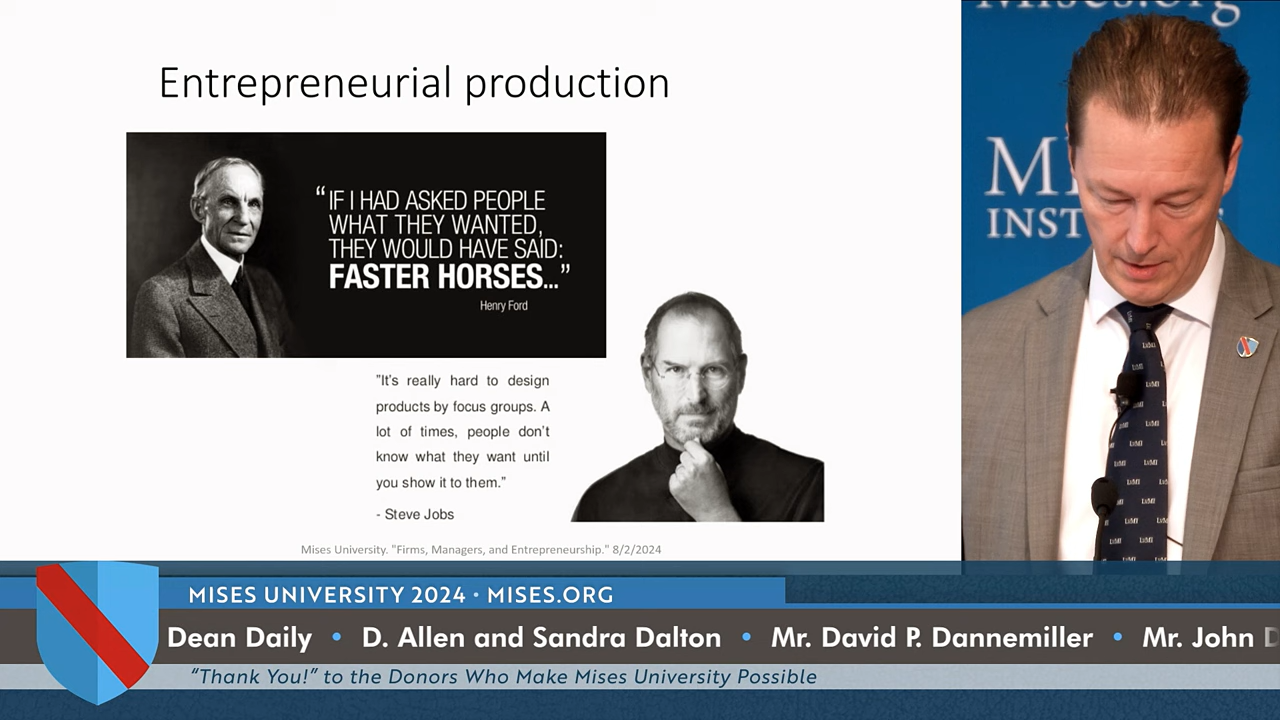 Entrepreneurial production
“IF I HAD ASKED PEOPLE
WHAT THEY WANTED,
THEY WOULD HAVE SAID:
FASTER HORSES...”
Henry Ford
"It's really hard to design
products by focus groups. A
lot of times, people don't
know what they want until
you show it to them."
- Steve Jobs
Mises University. "Firms, Managers, and Entrepreneurship." 8/2/2024
Mises.org
M
INST
LvMI
MISES UNIVERSITY 2024 • MISES.ORG
Dean Daily • D. Allen and Sandra Dalton • Mr. David P. Dannemiller • Mr. John D
“Thank You!” to the Donors Who Make Mises University Possible